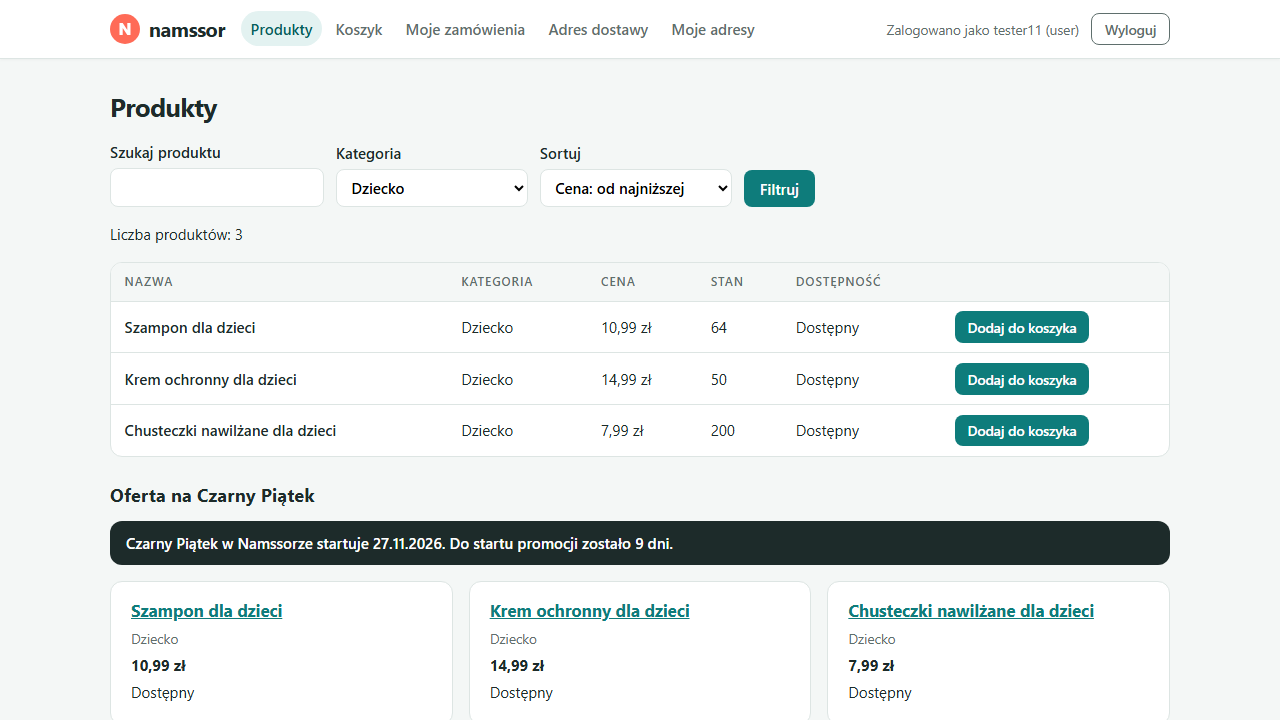 N namssor Produkty Koszyk Moje zamówienia Adres dostawy Moje adresy Zalogowano jako tester11 (user) Wyloguj
Produkty
Szukaj produktu Kategoria Sortuj
Dziecko Cena: od najniższej Filtruj
Liczba produktów: 3
NAZWA KATEGORIA CENA STAN DOSTĘPNOŚĆ
Szampon dla dzieci Dziecko 10,99 zł 64 Dostępny Dodaj do koszyka
Krem ochronny dla dzieci Dziecko 14,99 zł 50 Dostępny Dodaj do koszyka
Chusteczki nawilżane dla dzieci Dziecko 7,99 zł 200 Dostępny Dodaj do koszyka
Oferta na Czarny Piątek
Czarny Piątek w Namssorze startuje 27.11.2026. Do startu promocji zostało 9 dni.
Szampon dla dzieci Krem ochronny dla dzieci Chusteczki nawilżane dla dzieci
Dziecko Dziecko Dziecko
10,99 zł 14,99 zł 7,99 zł
Dostępny Dostępny Dostępny